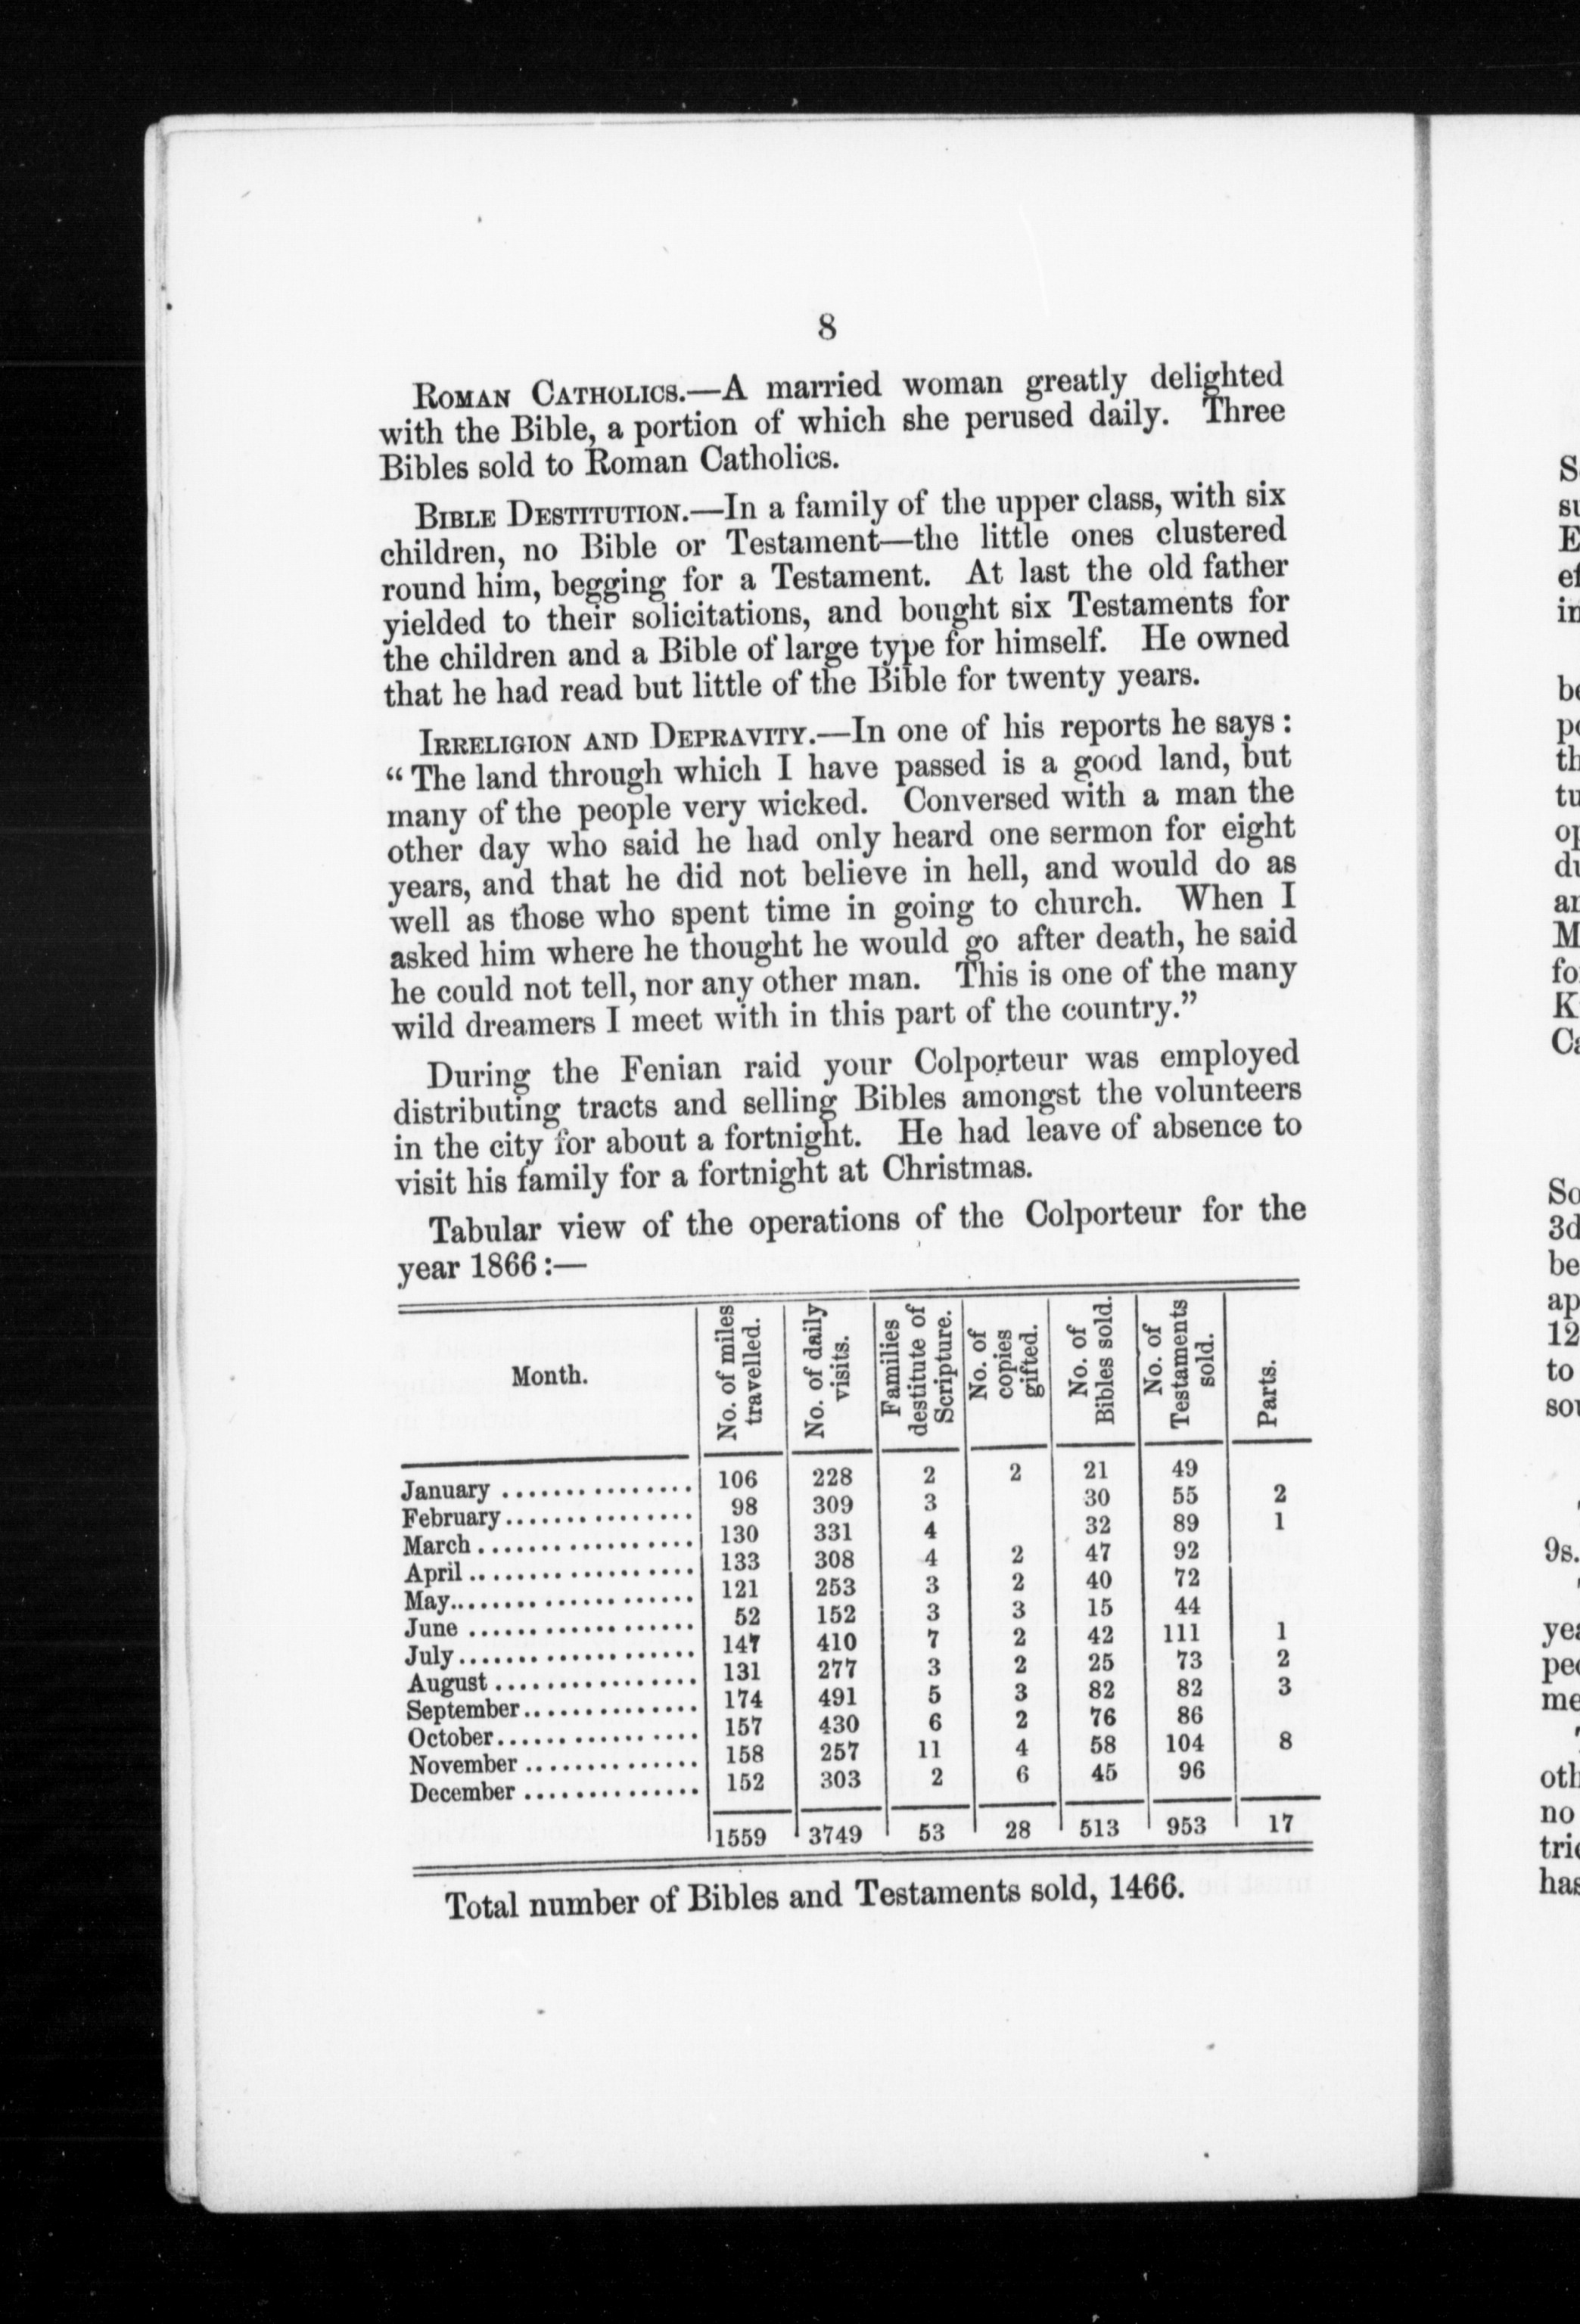 8
ROMAN CATHOLICS.—A married woman greatly delighted
with the Bible, a portion of which she perused daily. Three
Bibles sold to Roman Catholics.
BIBLE DESTITUTION.—In a family of the upper class, with six
children, no Bible or Testament—the little ones clustered
round him, begging for a Testament. At last the old father
yielded to their solicitations, and bought six Testaments for
the children and a Bible of large type for himself. He owned
that he had read but little of the Bible for twenty years.
IRRELIGION AND DEPRAVITY.—In one of his reports he says:
“The land through which I have passed is a good land, but
many of the people very wicked. Conversed with a man the
other day who said he had only heard one sermon for eight
years, and that he did not believe in hell, and would do as
well as those who spent time in going to church. When I
asked him where he thought he would go after death, he said
he could not tell, nor any other man. This is one of the many
wild dreamers I meet with in this part of the country.”
During the Fenian raid your Colporteur was employed
distributing tracts and selling Bibles amongst the volunteers
in the city for about a fortnight. He had leave of absence to
visit his family for a fortnight at Christmas.
Tabular view of the operations of the Colporteur for the
year 1866:—
Month. No. of miles travelled. No. of daily visits. Families destitute of Scripture. No. of copies gifted. No. of Bibles sold. No. of Testaments sold. Parts.
January ............... 106 228 2 2 21 49
February............... 98 309 3 30 55 2
March ................. 130 331 4 32 89 1
April .................. 133 308 4 2 47 92
May................... 121 253 3 2 40 72
June .................. 52 152 3 3 15 44
July................... 147 410 7 2 42 111 1
August ................ 131 277 3 2 25 73 2
September.............. 174 491 5 3 82 82 3
October................ 157 430 6 2 76 86
November .............. 158 257 11 4 58 104 8
December .............. 152 303 2 6 45 96
1559 3749 53 28 513 953 17
Total number of Bibles and Testaments sold, 1466.